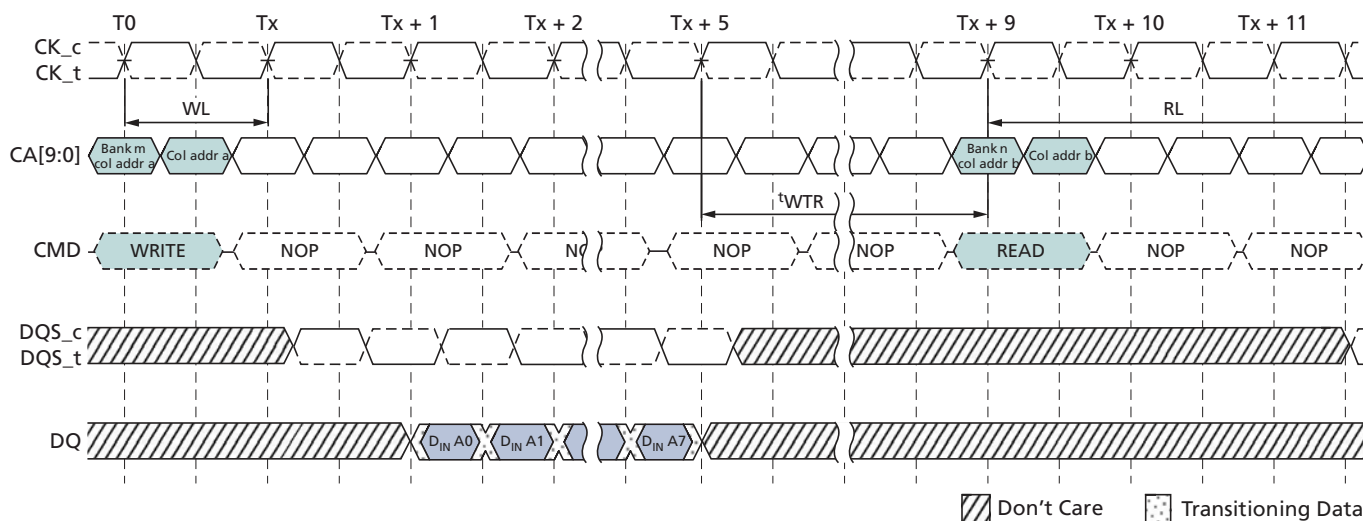 T0 Tx Tx + 1 Tx + 2 Tx + 5 Tx + 9 Tx + 10 Tx + 11
CK_c
CK_t
WL RL
CA[9:0] Bank m col addr a Col addr a Bank n col addr b Col addr b
tWTR
CMD WRITE NOP NOP NOP NOP READ NOP NOP
DQS_c
DQS_t
DQ DIN A0 DIN A1 DIN A7
Don't Care Transitioning Data